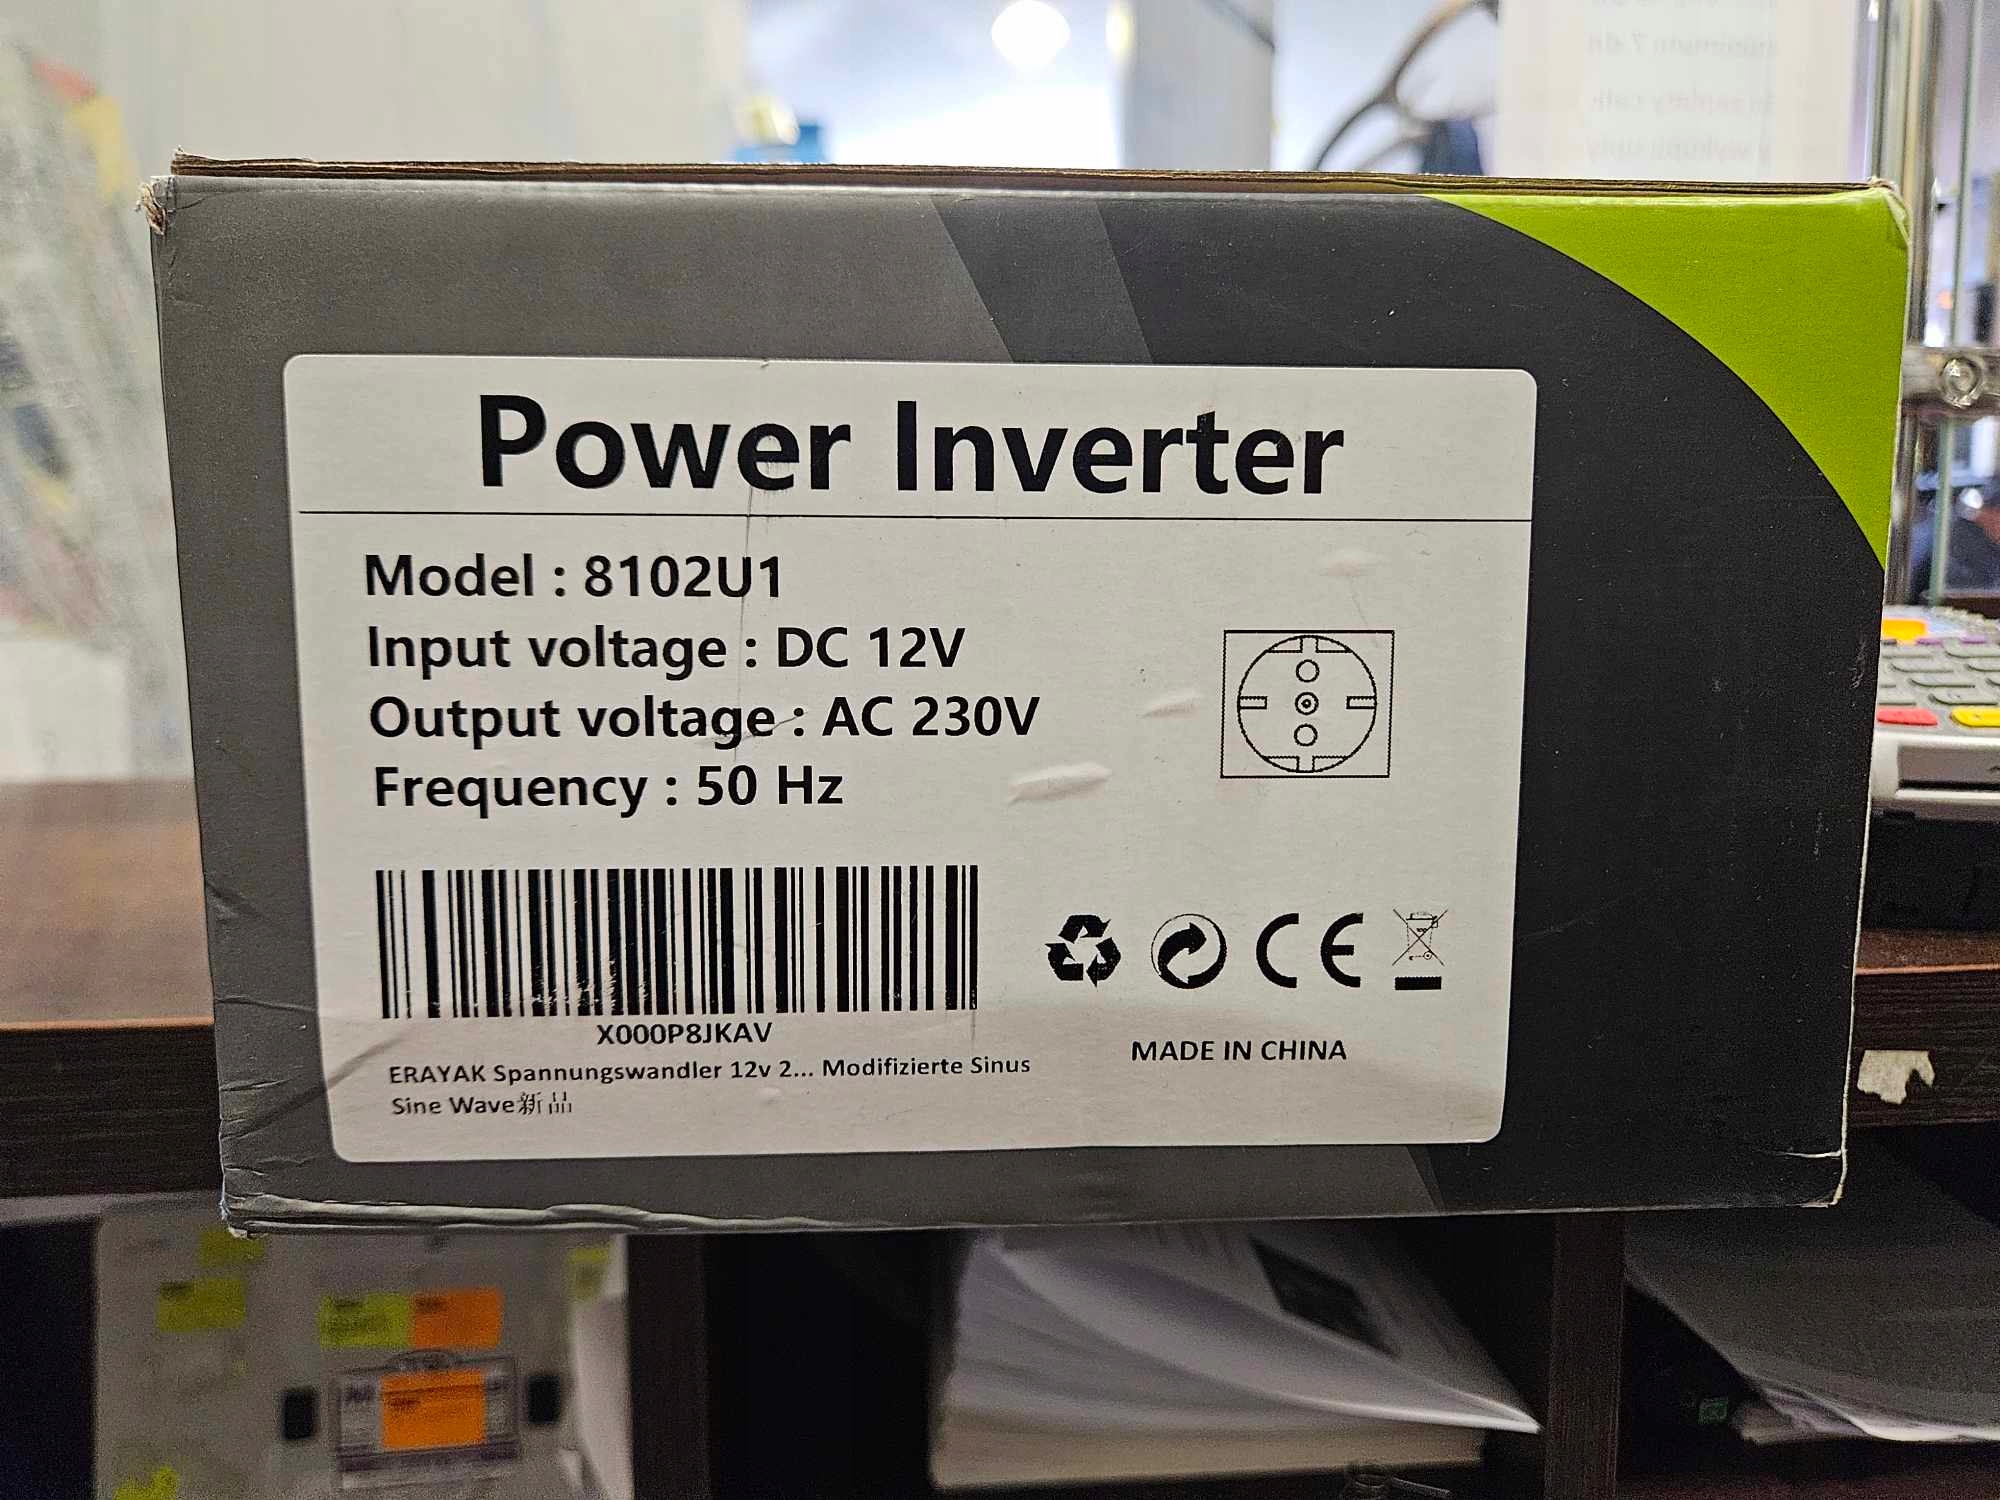 Power Inverter
Model : 8102U1
Input voltage : DC 12V
Output voltage : AC 230V
Frequency : 50 Hz
X000P8JKAV
ERAYAK Spannungswandler 12v 2... Modifizierte Sinus
Sine Wave新品
CE
MADE IN CHINA